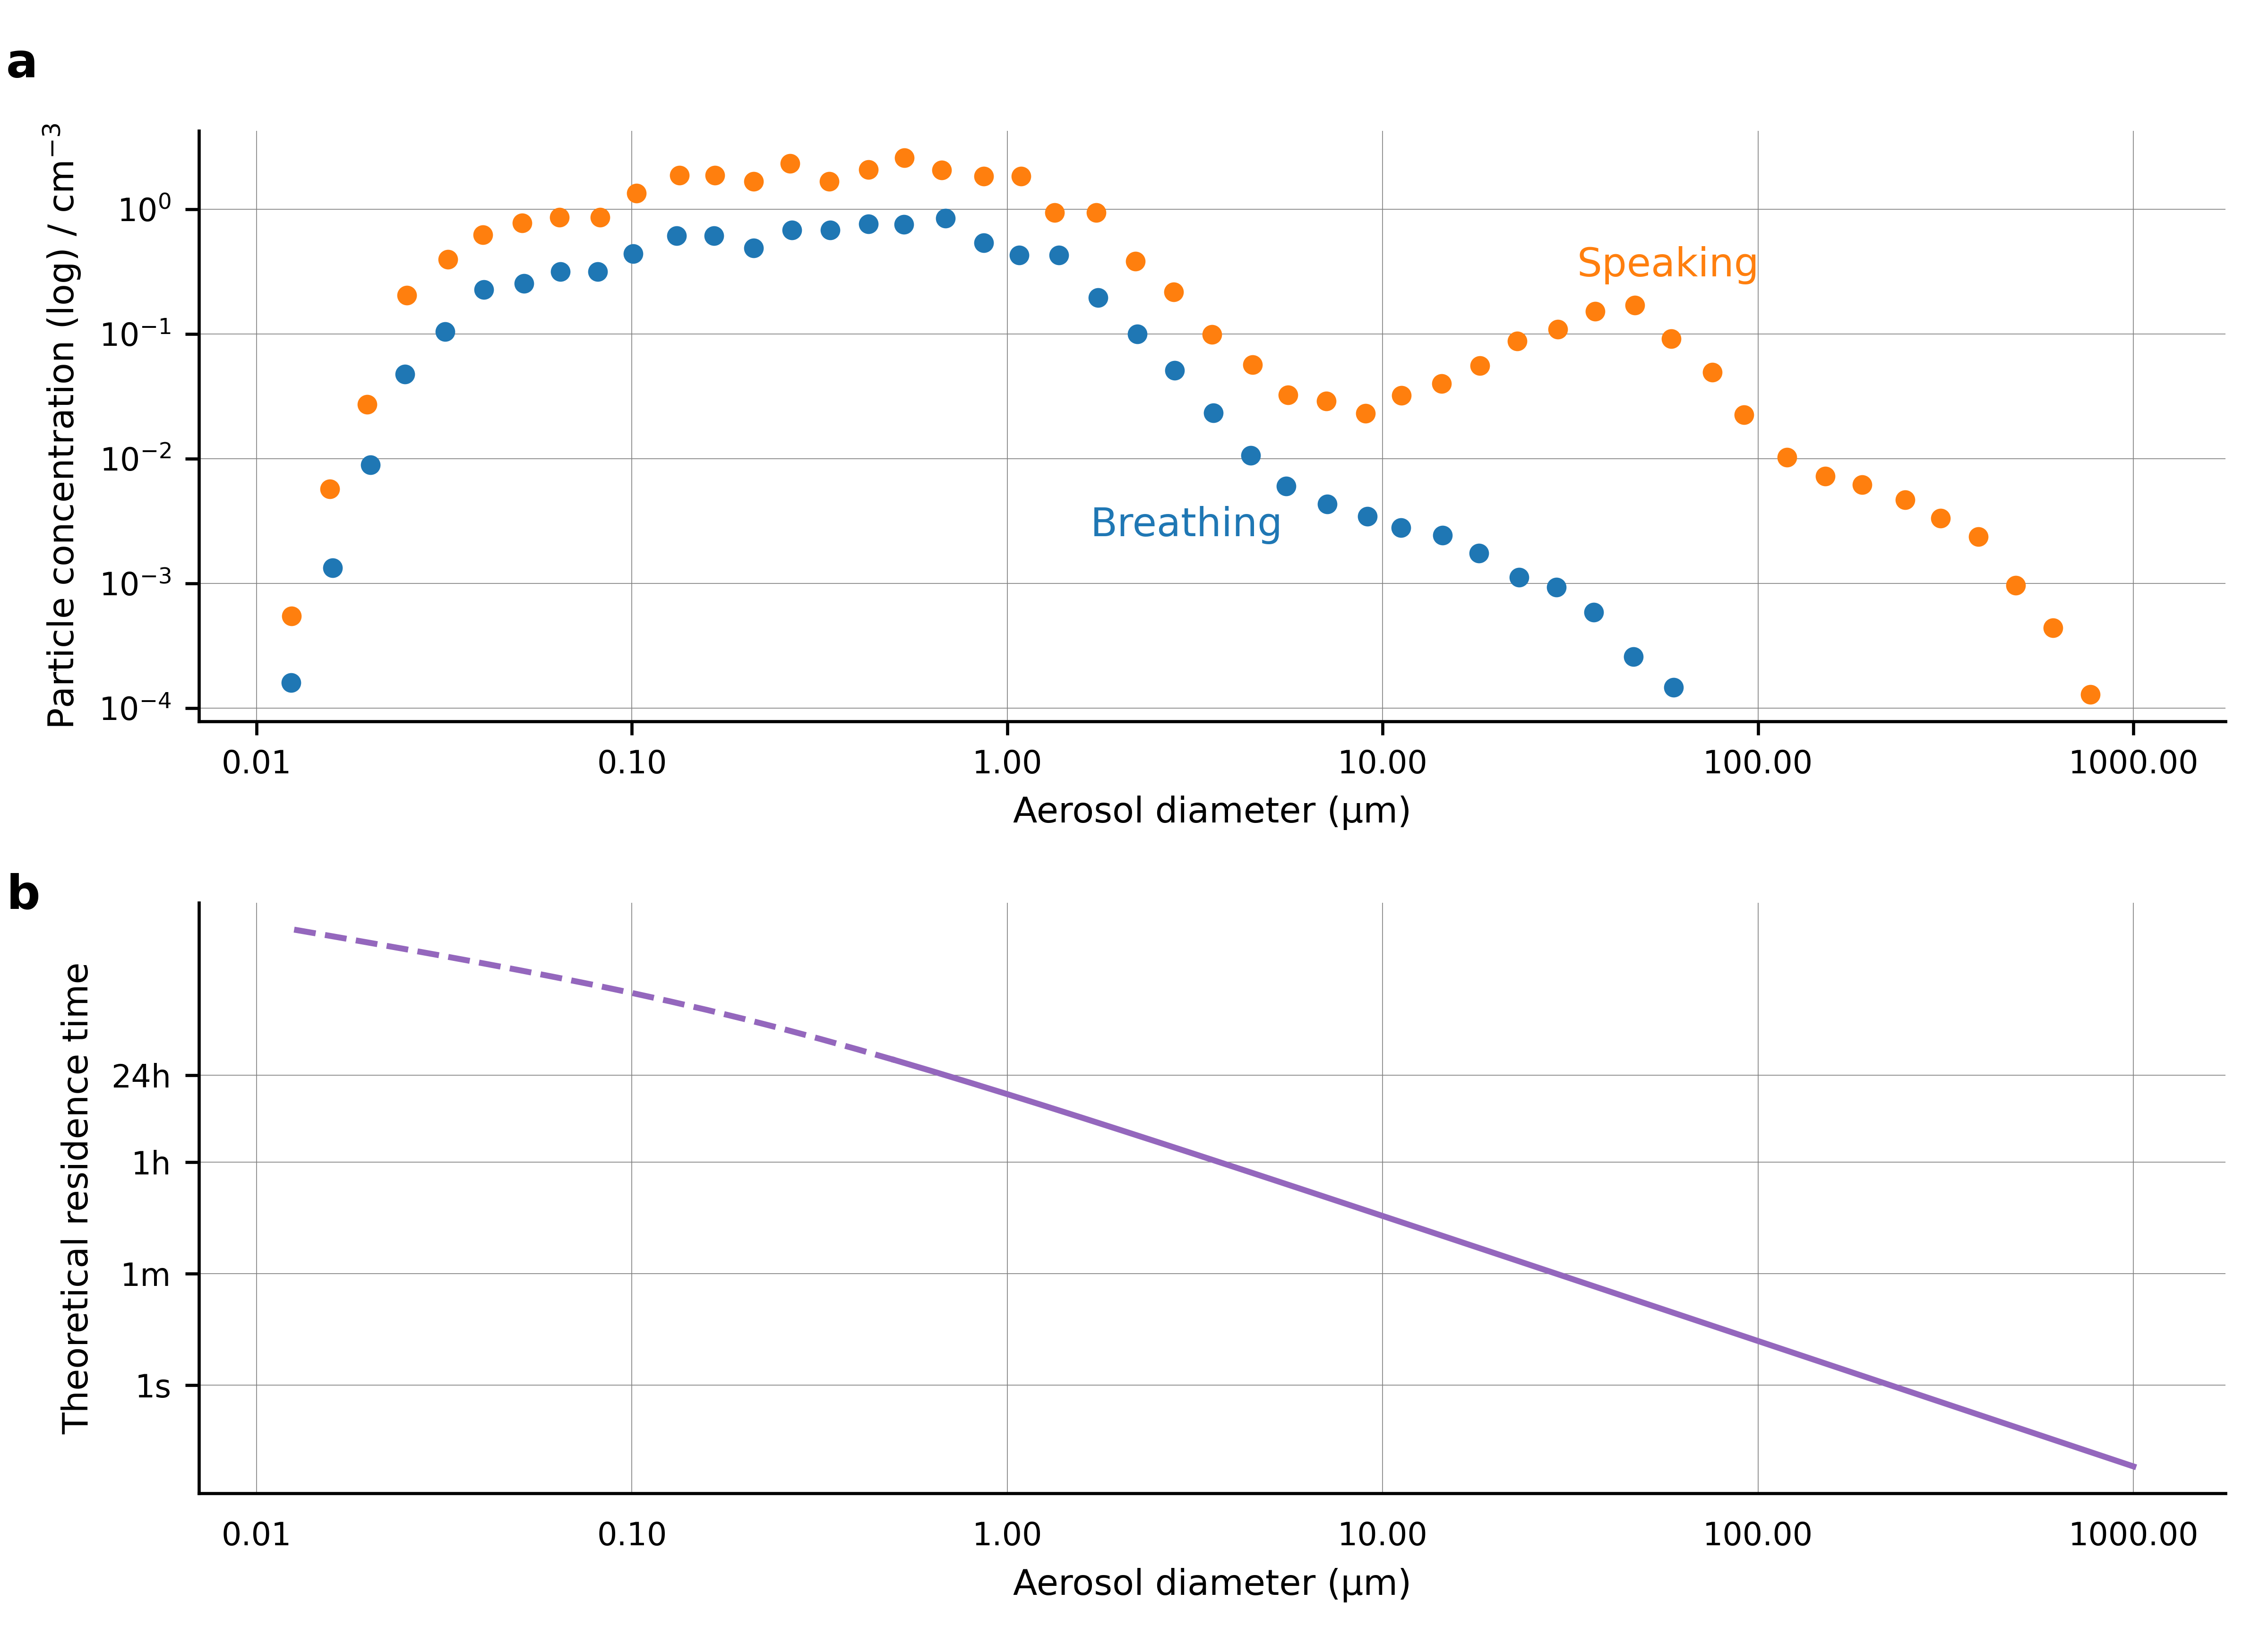 a
Particle concentration (log) / cm⁻³
10⁰
10⁻¹
10⁻²
10⁻³
10⁻⁴
Speaking
Breathing
0.01 0.10 1.00 10.00 100.00 1000.00
Aerosol diameter (µm)
b
Theoretical residence time
24h
1h
1m
1s
0.01 0.10 1.00 10.00 100.00 1000.00
Aerosol diameter (µm)